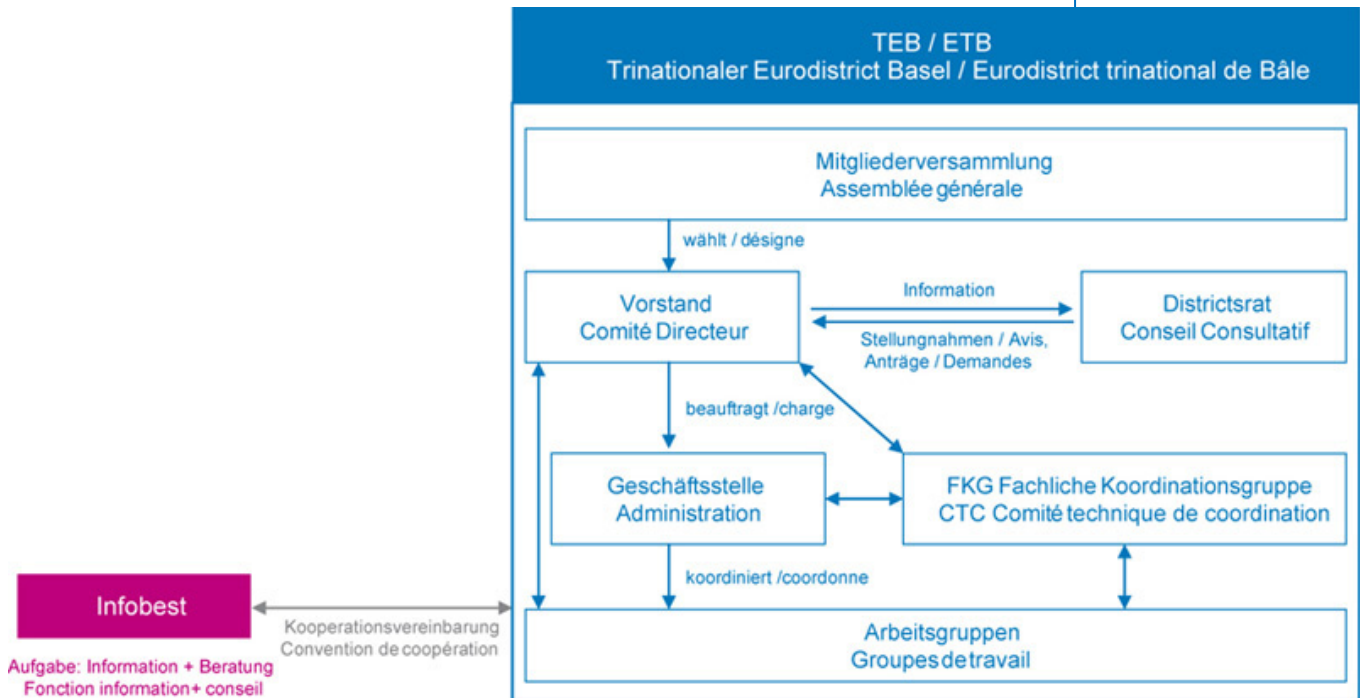 TEB / ETB
Trinationaler Eurodistrict Basel / Eurodistrict trinational de Bâle
Mitgliederversammlung
Assemblée générale
wählt / désigne
Vorstand
Comité Directeur
Information
Stellungnahmen / Avis,
Anträge / Demandes
Districtsrat
Conseil Consultatif
beauftragt /charge
Geschäftsstelle
Administration
FKG Fachliche Koordinationsgruppe
CTC Comité technique de coordination
koordiniert /coordonne
Infobest
Kooperationsvereinbarung
Convention de coopération
Arbeitsgruppen
Groupes de travail
Aufgabe: Information + Beratung
Fonction information+ conseil